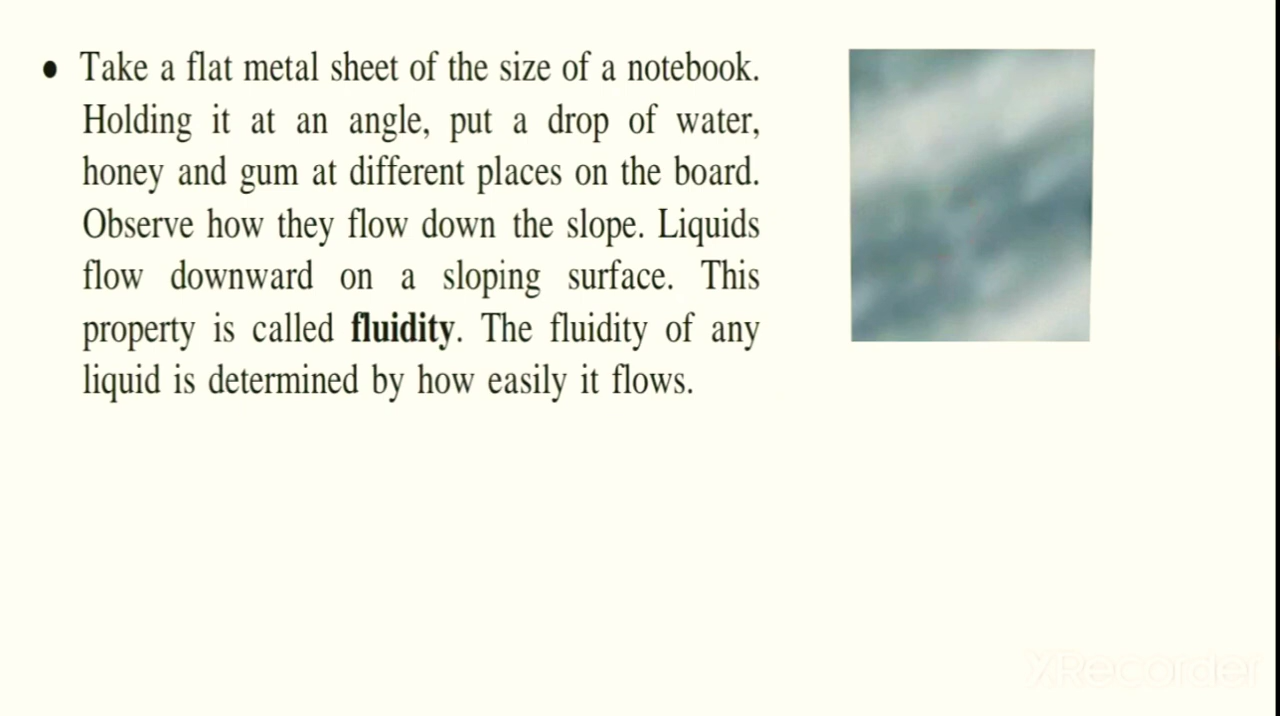 • Take a flat metal sheet of the size of a notebook.
Holding it at an angle, put a drop of water,
honey and gum at different places on the board.
Observe how they flow down the slope. Liquids
flow downward on a sloping surface. This
property is called fluidity. The fluidity of any
liquid is determined by how easily it flows.
XRecorder